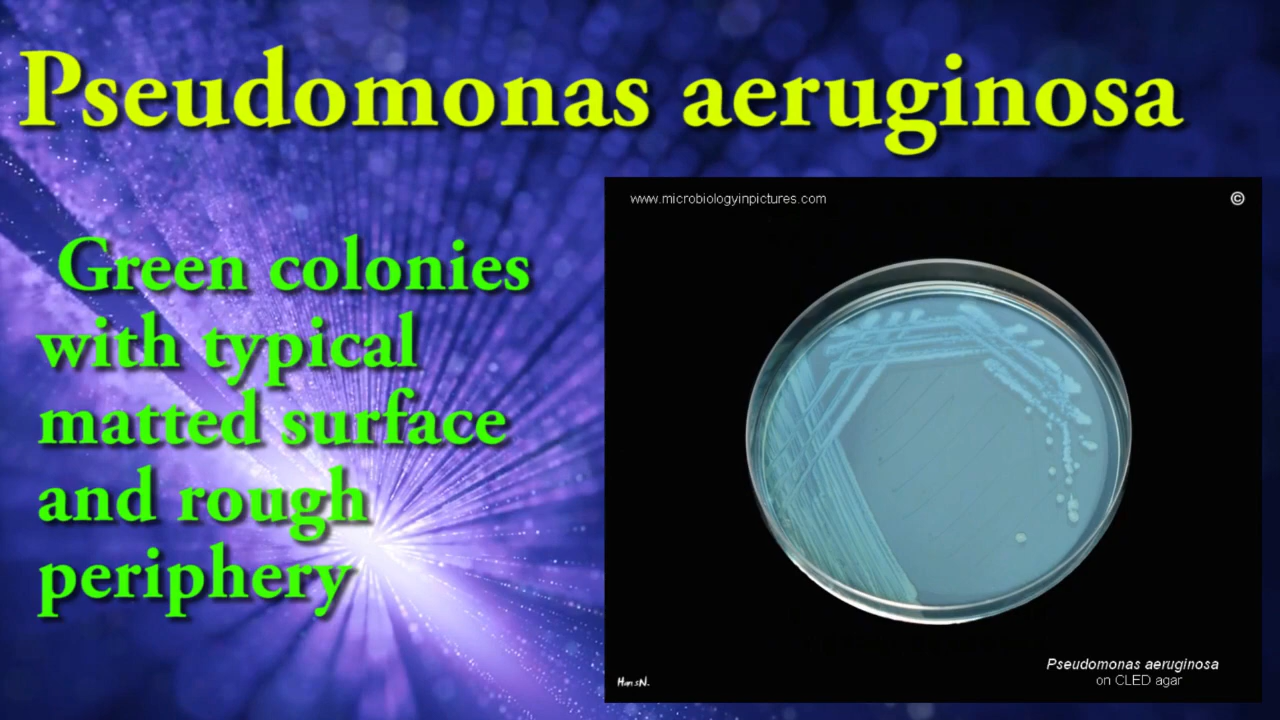 Pseudomonas aeruginosa
Green colonies
with typical
matted surface
and rough
periphery
www.microbiologyinpictures.com
©
Pseudomonas aeruginosa
on CLED agar
HansN.